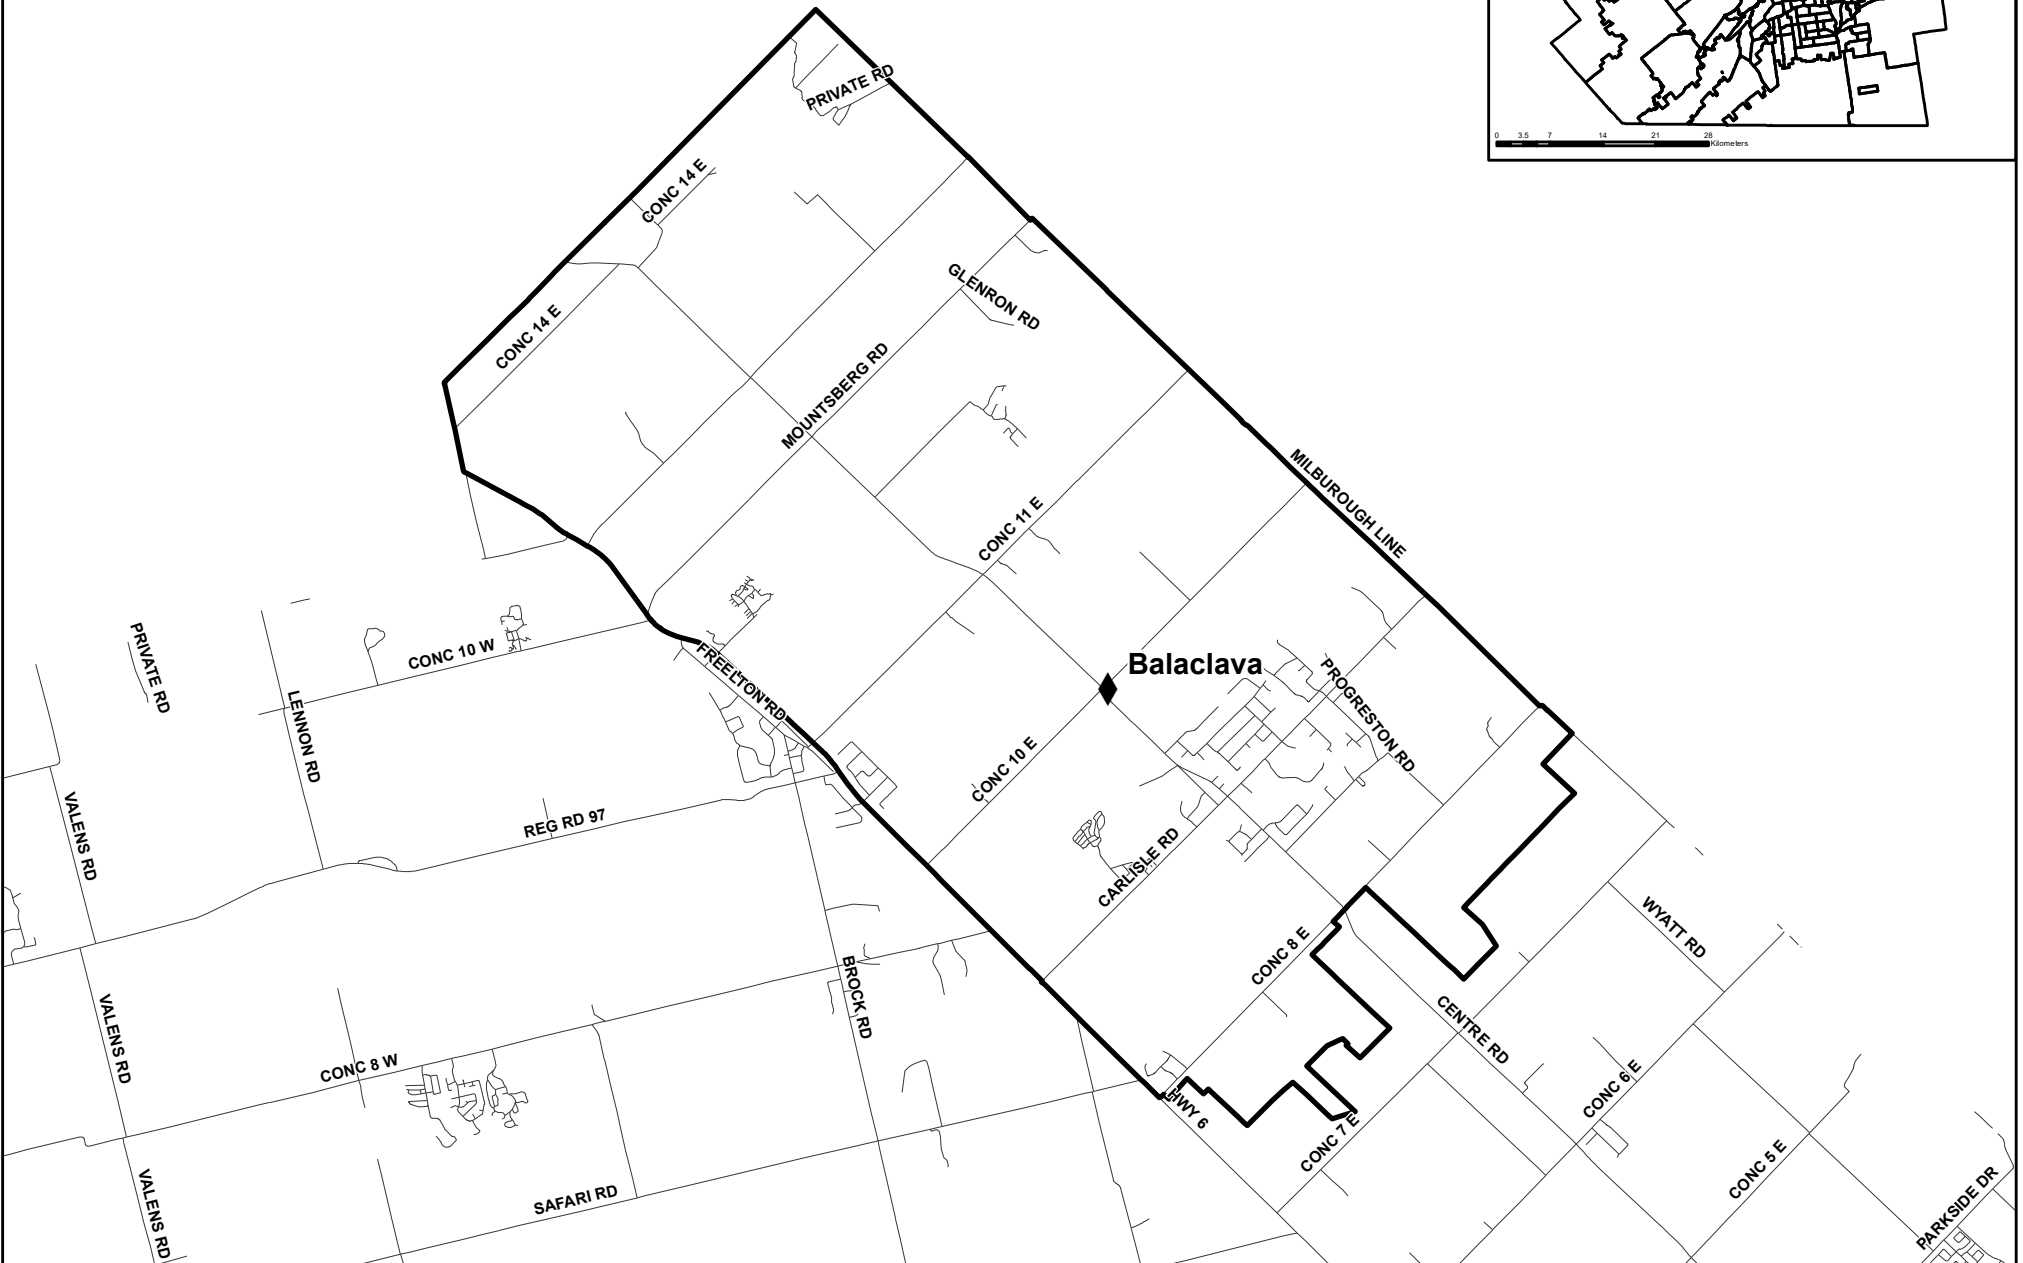 PRIVATE RD
0 3.5 7 14 21 28
Kilometers
CONC 14 E
GLENRON RD
CONC 14 E
MOUNTSBERG RD
MILBUROUGH LINE
CONC 11 E
PRIVATE RD
CONC 10 W
FREELTON RD
Balaclava
PROGRESTON RD
LENNON RD
CONC 10 E
VALENS RD
REG RD 97
CARLISLE RD
WYATT RD
CONC 8 E
BROCK RD
VALENS RD
CENTRE RD
CONC 8 W
CONC 6 E
HWY 6
CONC 7 E
CONC 5 E
VALENS RD
SAFARI RD
PARKSIDE DR